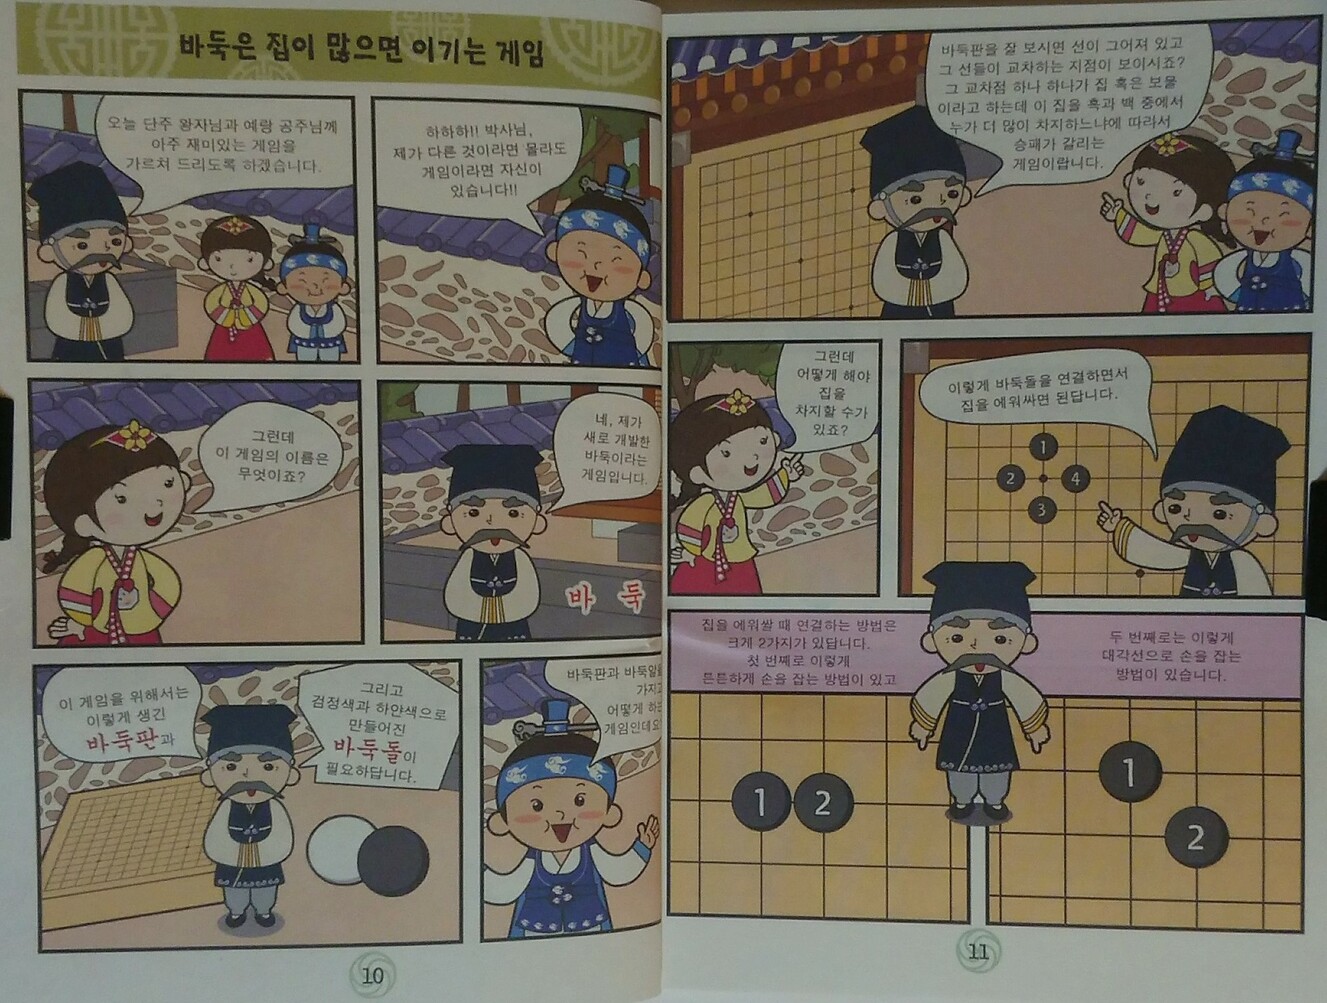 바둑은 집이 많으면 이기는 게임
오늘 단주 왕자님과 예랑 공주님께
아주 재미있는 게임을
가르쳐 드리도록 하겠습니다.
하하하!! 박사님,
제가 다른 것이라면 몰라도
게임이라면 자신이
있습니다!!
그런데
이 게임의 이름은
무엇이죠?
네, 제가
새로 개발한
바둑이라는
게임입니다.
바 둑
이 게임을 위해서는
이렇게 생긴
바둑판과
그리고
검정색과 하얀색으로
만들어진
바둑돌이
필요하답니다.
바둑판과 바둑알을
가지고
어떻게 하는
게임인데요
10
바둑판을 잘 보시면 선이 그어져 있고
그 선들이 교차하는 지점이 보이시죠?
그 교차점 하나 하나가 집 혹은 보물
이라고 하는데 이 집을 흑과 백 중에서
누가 더 많이 차지하느냐에 따라서
승패가 갈리는
게임이랍니다.
그런데
어떻게 해야
집을
차지할 수가
있죠?
이렇게 바둑돌을 연결하면서
집을 에워싸면 된답니다.
1
2
4
3
집을 에워쌀 때 연결하는 방법은
크게 2가지가 있답니다.
첫 번째로 이렇게
튼튼하게 손을 잡는 방법이 있고
두 번째로는 이렇게
대각선으로 손을 잡는
방법이 있습니다.
1 2
1
2
11